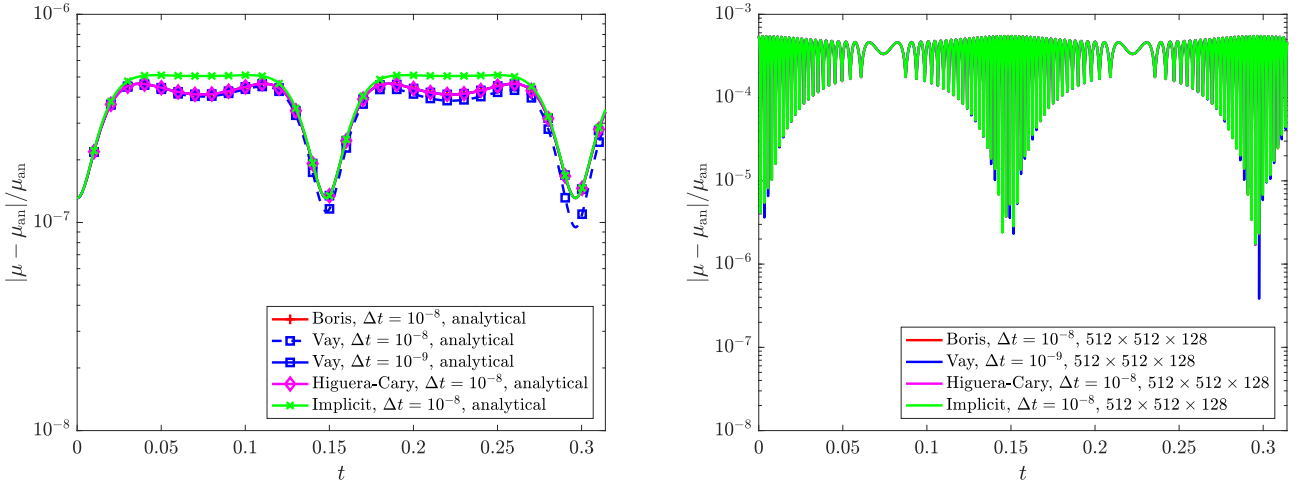 10⁻⁶
10⁻⁷
10⁻⁸
|μ − μ_an|/μ_an
Boris, Δt = 10⁻⁸, analytical
Vay, Δt = 10⁻⁸, analytical
Vay, Δt = 10⁻⁹, analytical
Higuera-Cary, Δt = 10⁻⁸, analytical
Implicit, Δt = 10⁻⁸, analytical
0 0.05 0.1 0.15 0.2 0.25 0.3
t
10⁻³
10⁻⁴
10⁻⁵
10⁻⁶
10⁻⁷
10⁻⁸
|μ − μ_an|/μ_an
Boris, Δt = 10⁻⁸, 512 × 512 × 128
Vay, Δt = 10⁻⁹, 512 × 512 × 128
Higuera-Cary, Δt = 10⁻⁸, 512 × 512 × 128
Implicit, Δt = 10⁻⁸, 512 × 512 × 128
0 0.05 0.1 0.15 0.2 0.25 0.3
t